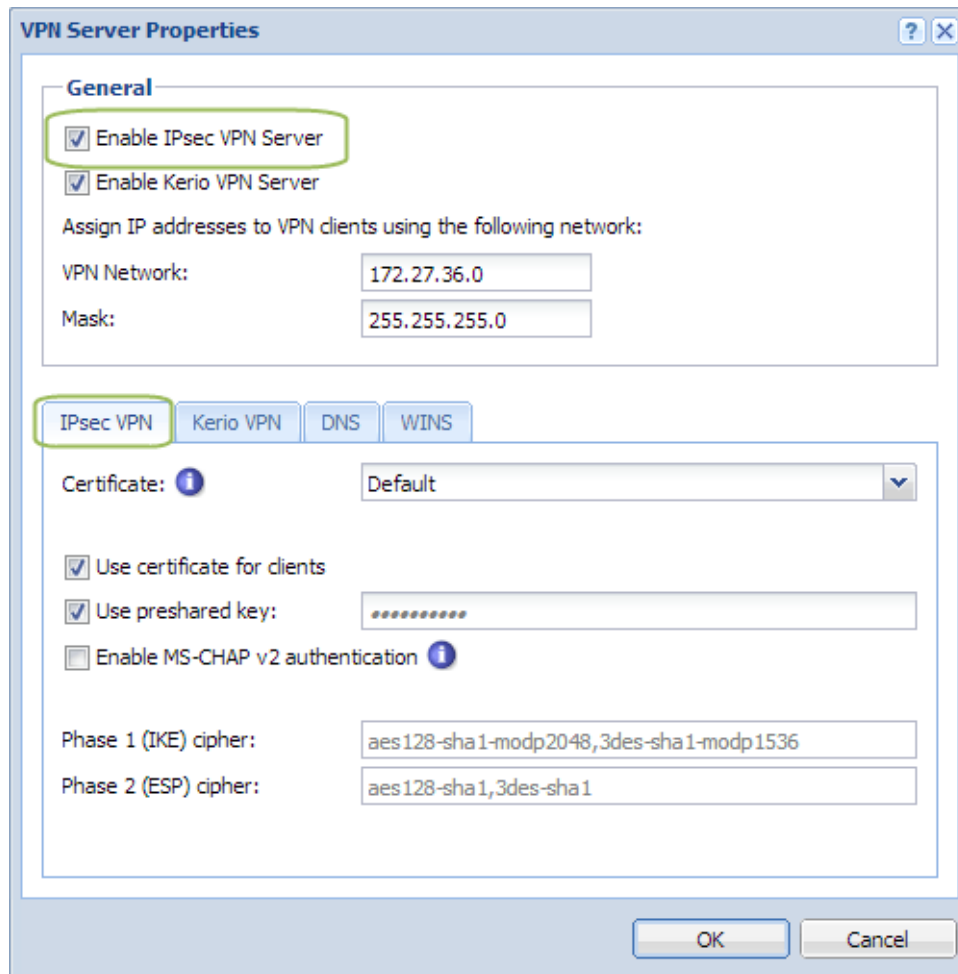 VPN Server Properties
General
Enable IPsec VPN Server
Enable Kerio VPN Server
Assign IP addresses to VPN clients using the following network:
VPN Network: 172.27.36.0
Mask: 255.255.255.0
IPsec VPN Kerio VPN DNS WINS
Certificate: Default
Use certificate for clients
Use preshared key: ••••••••••
Enable MS-CHAP v2 authentication
Phase 1 (IKE) cipher: aes128-sha1-modp2048,3des-sha1-modp1536
Phase 2 (ESP) cipher: aes128-sha1,3des-sha1
OK Cancel